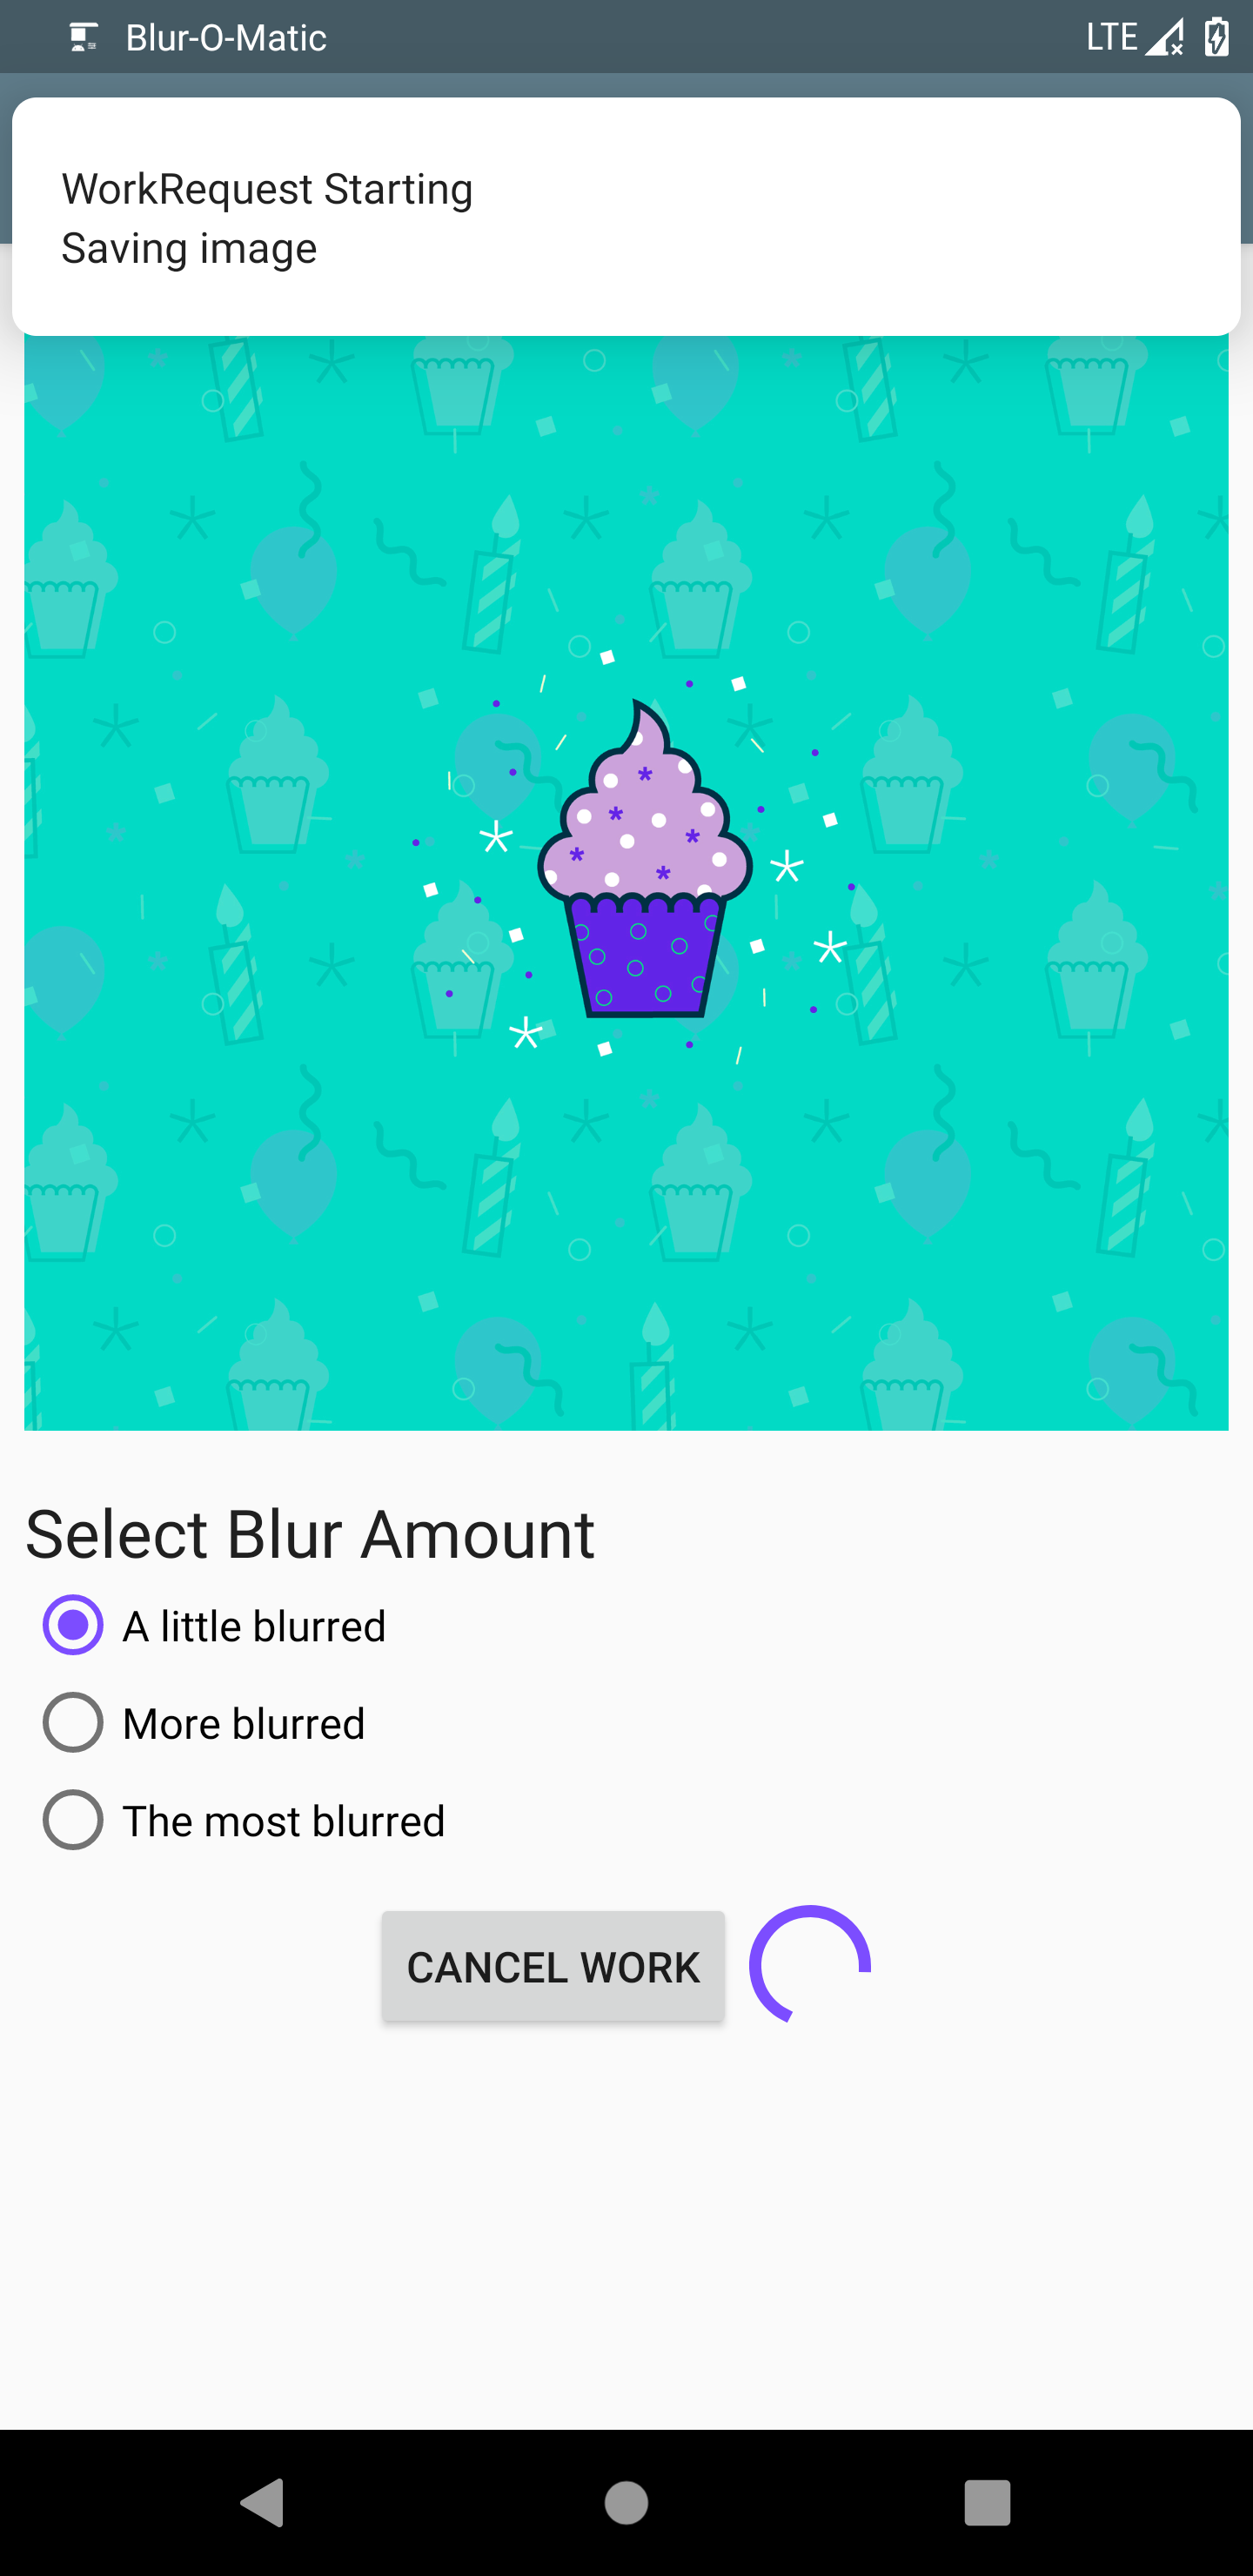 Blur-O-Matic
LTE
WorkRequest Starting
Saving image
Select Blur Amount
A little blurred
More blurred
The most blurred
CANCEL WORK